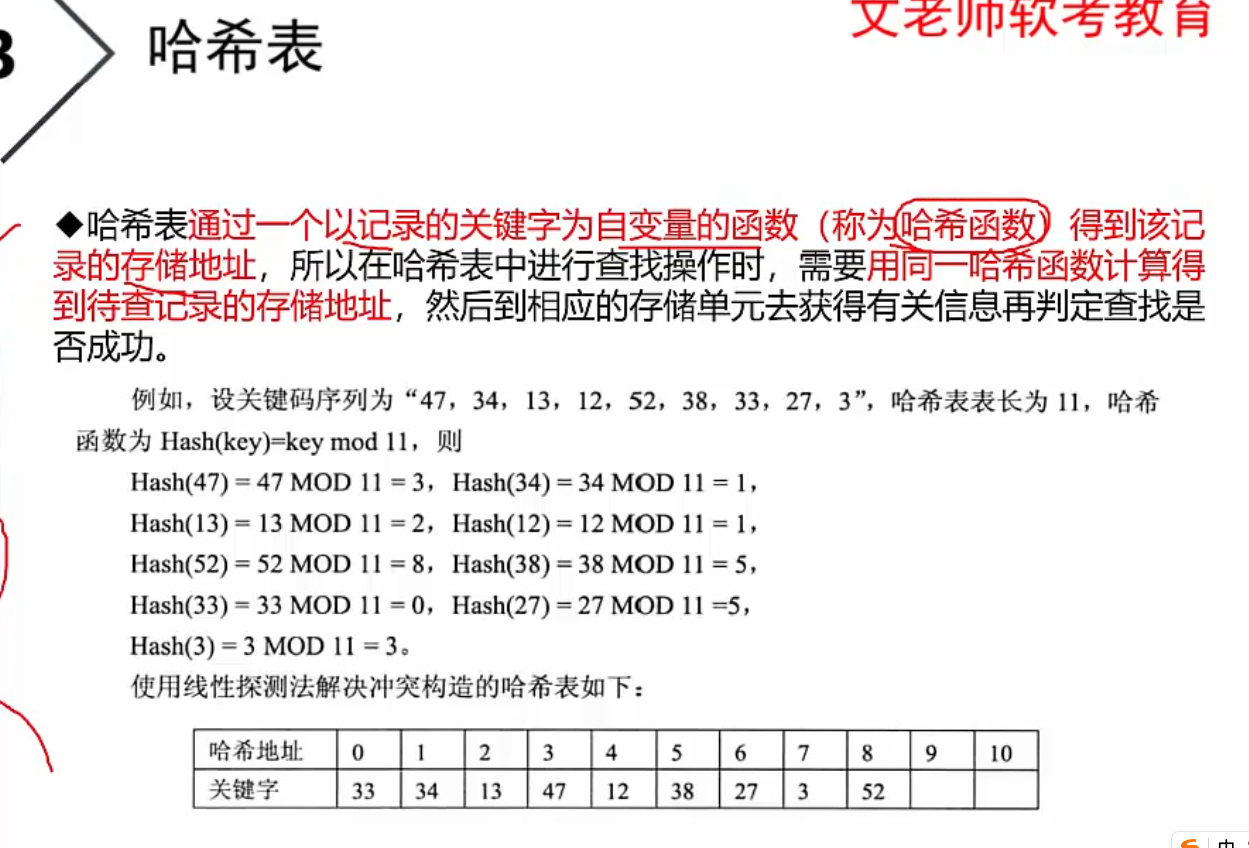 文老师软考教育
3
哈希表
◆哈希表通过一个以记录的关键字为自变量的函数（称为哈希函数）得到该记
录的存储地址，所以在哈希表中进行查找操作时，需要用同一哈希函数计算得
到待查记录的存储地址，然后到相应的存储单元去获得有关信息再判定查找是
否成功。
例如，设关键码序列为“47，34，13，12，52，38，33，27，3”，哈希表表长为 11，哈希
函数为 Hash(key)=key mod 11，则
Hash(47) = 47 MOD 11 = 3，Hash(34) = 34 MOD 11 = 1，
Hash(13) = 13 MOD 11 = 2，Hash(12) = 12 MOD 11 = 1，
Hash(52) = 52 MOD 11 = 8，Hash(38) = 38 MOD 11 = 5，
Hash(33) = 33 MOD 11 = 0，Hash(27) = 27 MOD 11 =5，
Hash(3) = 3 MOD 11 = 3。
使用线性探测法解决冲突构造的哈希表如下：
哈希地址 0 1 2 3 4 5 6 7 8 9 10
关键字 33 34 13 47 12 38 27 3 52